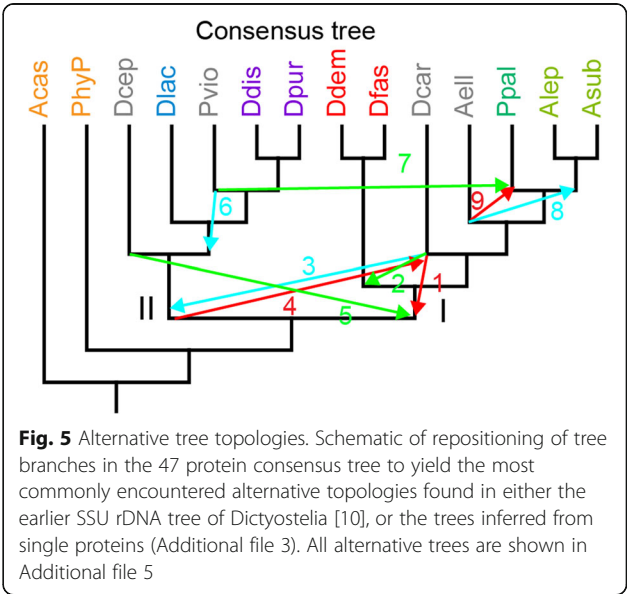 Consensus tree
Acas PhyP Dcep Dlac Pvio Ddis Dpur Ddem Dfas Dcar Aell Ppal Alep Asub
7
6 9 8
3
2 1
II 4 5 I
Fig. 5 Alternative tree topologies. Schematic of repositioning of tree
branches in the 47 protein consensus tree to yield the most
commonly encountered alternative topologies found in either the
earlier SSU rDNA tree of Dictyostelia [10], or the trees inferred from
single proteins (Additional file 3). All alternative trees are shown in
Additional file 5